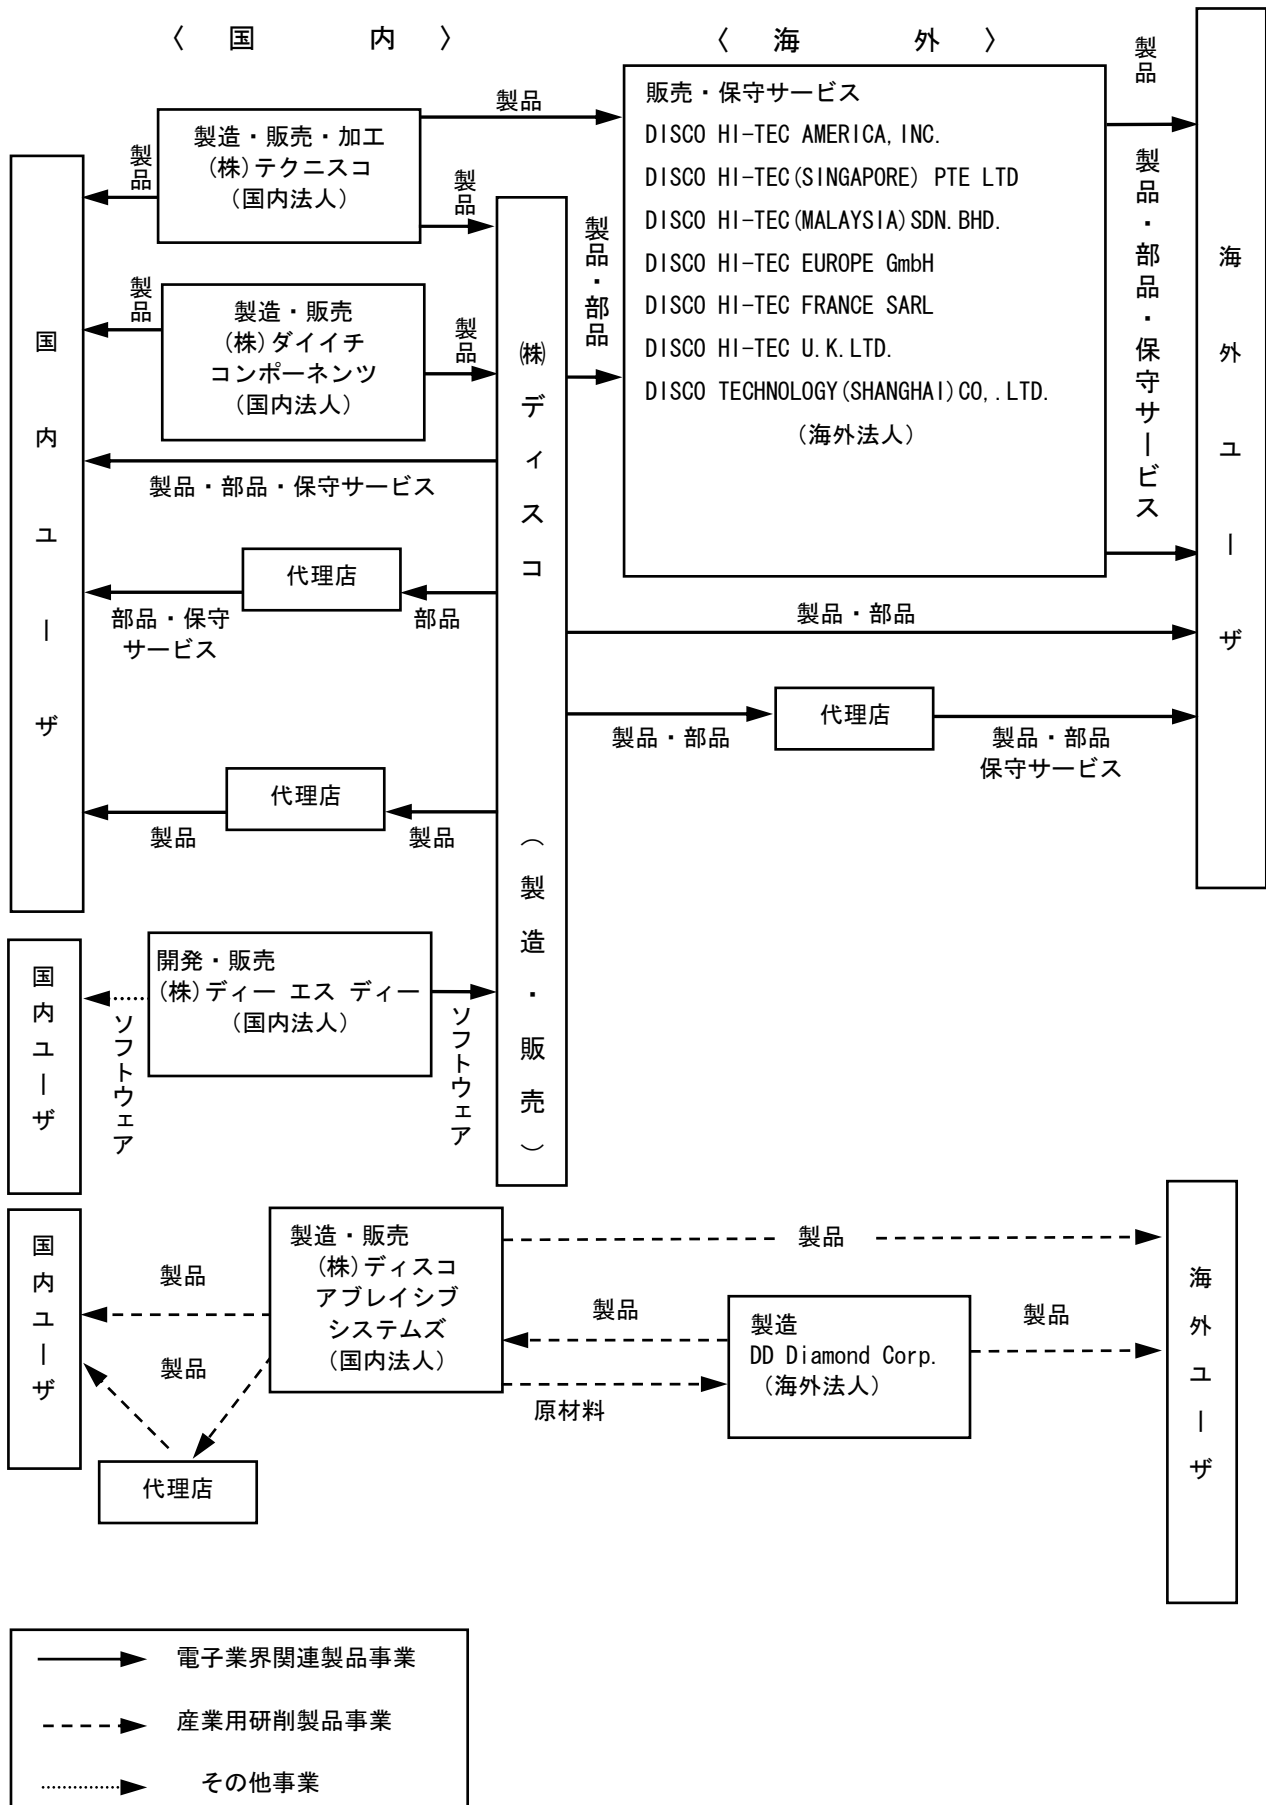 〈 国 内 〉
〈 海 外 〉
製品
製品
販売・保守サービス
DISCO HI-TEC AMERICA,INC.
DISCO HI-TEC(SINGAPORE) PTE LTD
DISCO HI-TEC(MALAYSIA)SDN.BHD.
DISCO HI-TEC EUROPE GmbH
DISCO HI-TEC FRANCE SARL
DISCO HI-TEC U.K.LTD.
DISCO TECHNOLOGY(SHANGHAI)CO,.LTD.
(海外法人)
製造・販売・加工
(株)テクニスコ
(国内法人)
製品
製品
製品・部品
製品・部品・保守サービス
海外ユーザ
国内ユーザ
製品
製造・販売
(株)ダイイチ
コンポーネンツ
(国内法人)
製品
㈱ディスコ
(製造・販売)
製品・部品・保守サービス
代理店
部品・保守
サービス
部品
製品・部品
代理店
製品・部品
製品・部品
保守サービス
代理店
製品
製品
国内ユーザ
開発・販売
(株)ディー エス ディー
(国内法人)
ソフトウェア
ソフトウェア
国内ユーザ
製品
製品
代理店
製造・販売
(株)ディスコ
アブレイシブ
システムズ
(国内法人)
製品
製品
原材料
製造
DD Diamond Corp.
(海外法人)
製品
海外ユーザ
電子業界関連製品事業
産業用研削製品事業
その他事業